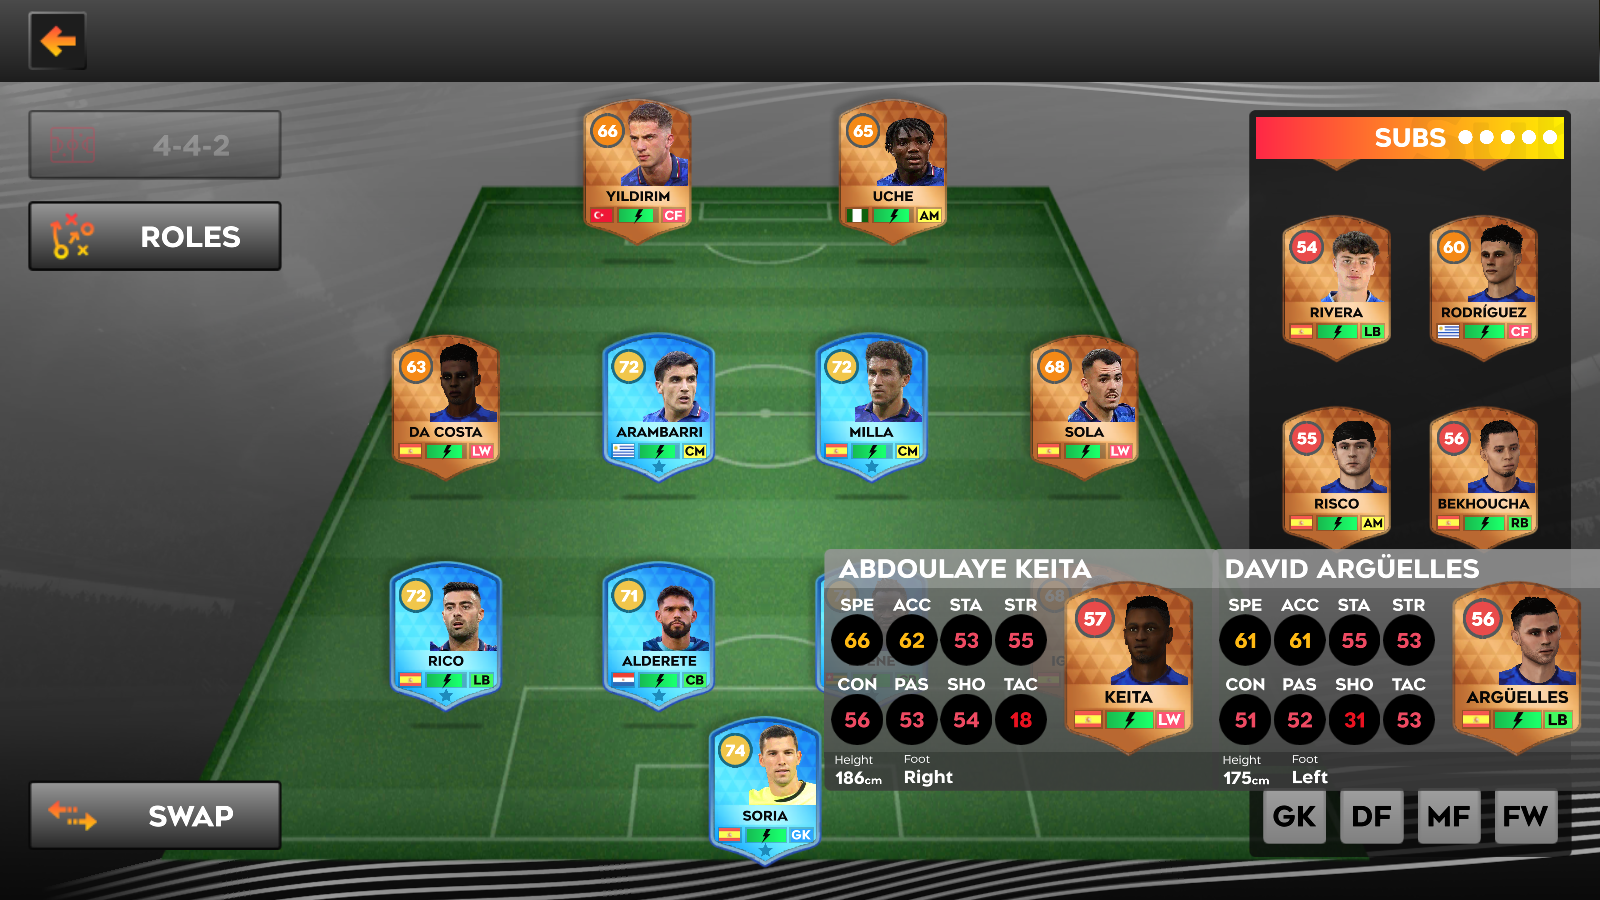 4-4-2
ROLES
66
YILDIRIM
CF
65
UCHE
AM
SUBS
54
RIVERA
LB
60
RODRÍGUEZ
CF
63
DA COSTA
LW
72
ARAMBARRI
CM
72
MILLA
CM
68
SOLA
LW
55
RISCO
AM
56
BEKHOUCHA
RB
72
RICO
LB
71
ALDERETE
CB
ABDOULAYE KEITA
SPE ACC STA STR
66 62 53 55
CON PAS SHO TAC
56 53 54 18
Height Foot
186cm Right
57
KEITA
LW
DAVID ARGÜELLES
SPE ACC STA STR
61 61 55 53
CON PAS SHO TAC
51 52 31 53
Height Foot
175cm Left
56
ARGÜELLES
LB
74
SORIA
GK
SWAP
GK DF MF FW